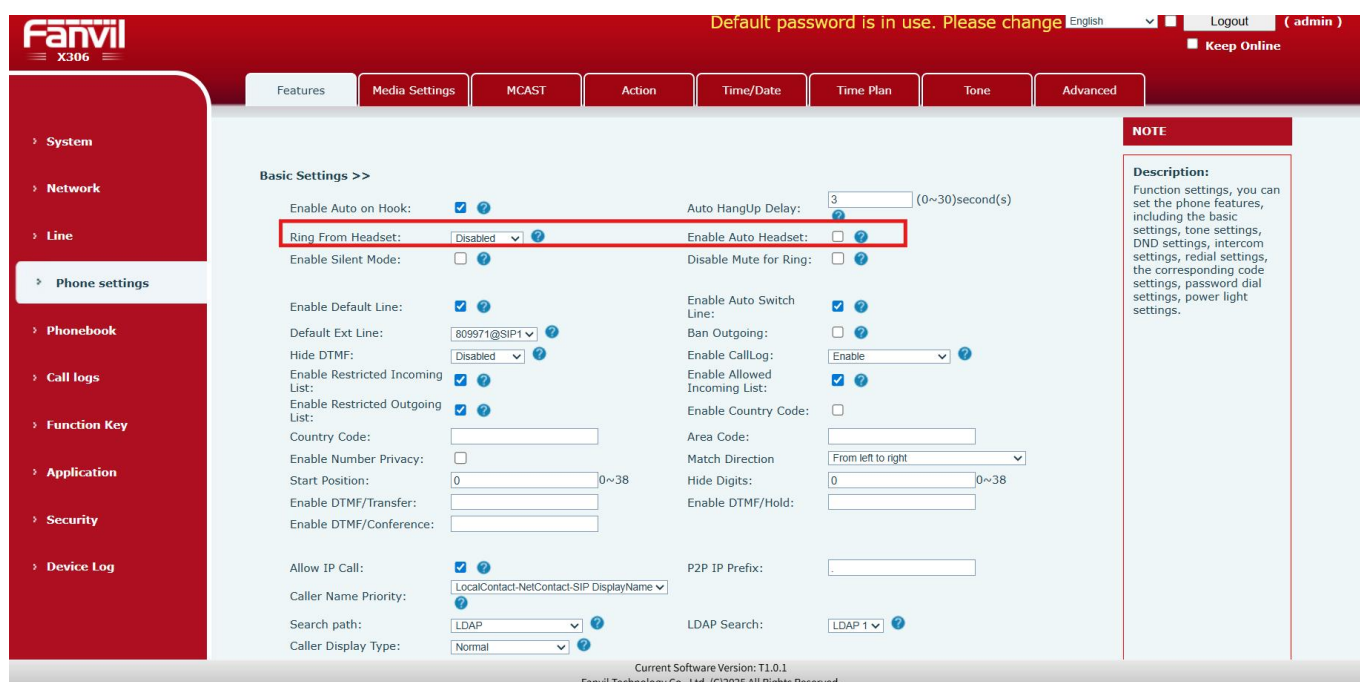 Fanvil
X306
Default password is in use. Please change
English
Logout
( admin )
Keep Online
Features
Media Settings
MCAST
Action
Time/Date
Time Plan
Tone
Advanced
› System
› Network
› Line
› Phone settings
› Phonebook
› Call logs
› Function Key
› Application
› Security
› Device Log
Basic Settings >>
Enable Auto on Hook: ? Auto HangUp Delay: 3 (0~30)second(s) ?
Ring From Headset: Disabled ? Enable Auto Headset: ?
Enable Silent Mode: ? Disable Mute for Ring: ?
Enable Default Line: ? Enable Auto Switch
Line: ?
Default Ext Line: 809971@SIP1 ? Ban Outgoing: ?
Hide DTMF: Disabled ? Enable CallLog: Enable ?
Enable Restricted Incoming
List: ?
Enable Allowed
Incoming List: ?
Enable Restricted Outgoing
List: ?
Enable Country Code:
Country Code: Area Code:
Enable Number Privacy: Match Direction From left to right
Start Position: 0 0~38 Hide Digits: 0 0~38
Enable DTMF/Transfer: Enable DTMF/Hold:
Enable DTMF/Conference:
Allow IP Call: ? P2P IP Prefix: .
Caller Name Priority: LocalContact-NetContact-SIP DisplayName ?
Search path: LDAP ? LDAP Search: LDAP 1 ?
Caller Display Type: Normal ?
NOTE
Description:
Function settings, you can
set the phone features,
including the basic
settings, tone settings,
DND settings, intercom
settings, redial settings,
the corresponding code
settings, password dial
settings, power light
settings.
Current Software Version: T1.0.1
Fanvil Technology Co., Ltd. (C)2025 All Rights Reserved